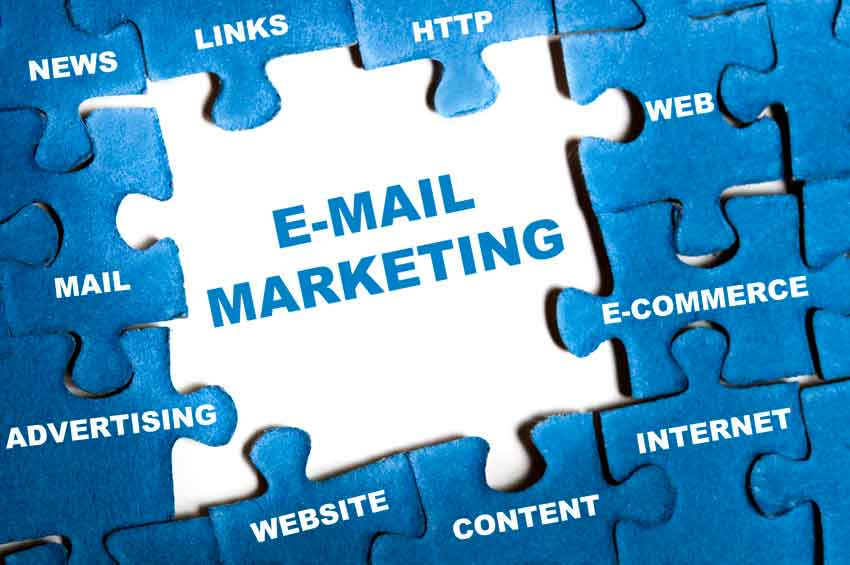 LINKS
HTTP
NEWS
WEB
E-MAIL
MARKETING
MAIL
E-COMMERCE
ADVERTISING
INTERNET
WEBSITE
CONTENT